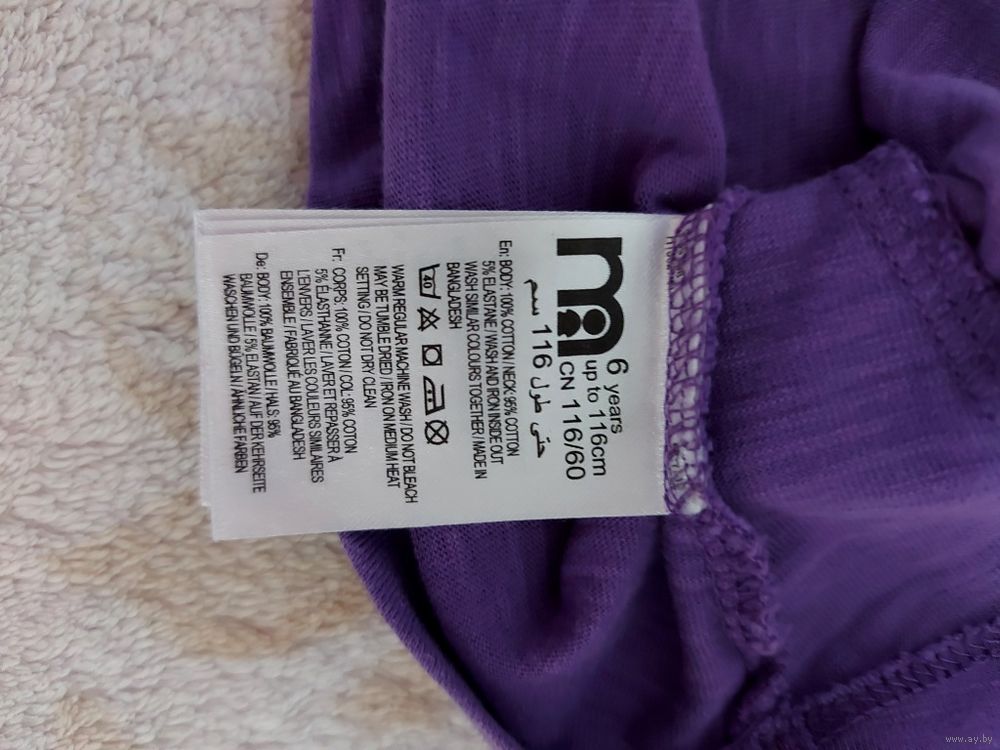 6 years
up to 116cm
CN 116/60
حتى طول 116 سم
En: BODY: 100% COTTON / NECK: 95% COTTON
5% ELASTANE / WASH AND IRON INSIDE OUT
WASH SIMILAR COLOURS TOGETHER / MADE IN
BANGLADESH
40
WARM REGULAR MACHINE WASH / DO NOT BLEACH
MAY BE TUMBLE DRIED / IRON ON MEDIUM HEAT
SETTING / DO NOT DRY CLEAN
Fr: CORPS: 100% COTON / COL: 95% COTON
5% ÉLASTHANNE / LAVER ET REPASSER À
L'ENVERS / LAVER LES COULEURS SIMILAIRES
ENSEMBLE / FABRIQUÉ AU BANGLADESH
De: BODY: 100% BAUMWOLLE / HALS: 95%
BAUMWOLLE / 5% ELASTAN / AUF DER KEHRSEITE
WASCHEN UND BÜGELN / ÄHNLICHE FARBEN
www.ay.by